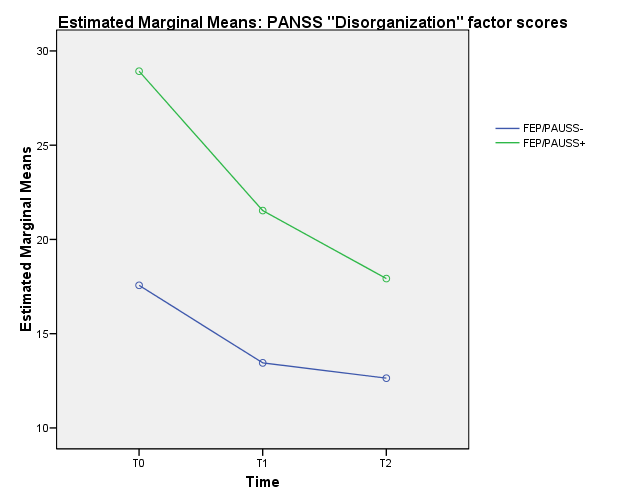 Estimated Marginal Means: PANSS "Disorganization" factor scores
30
25
20
15
10
Estimated Marginal Means
T0
T1
T2
Time
FEP/PAUSS-
FEP/PAUSS+